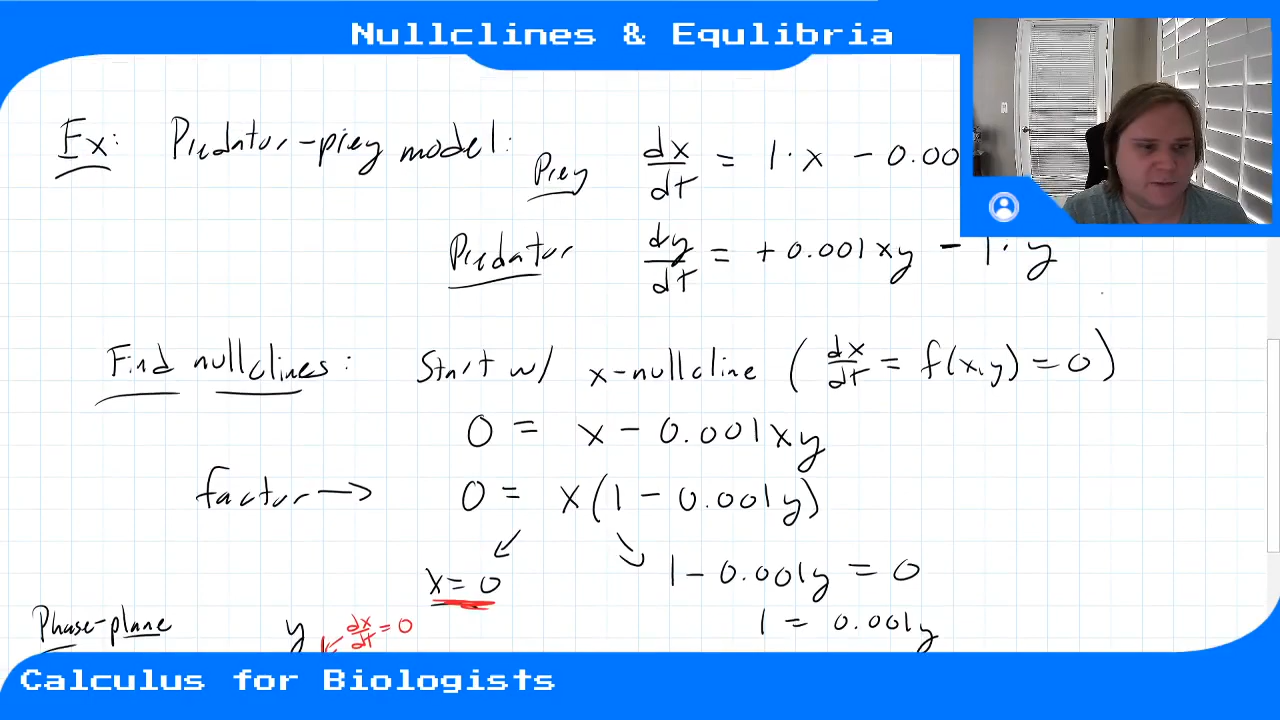 Nullclines & Equlibria
Ex: Predator-prey model:
Prey dx/dt = 1·x - 0.00
Predator dy/dt = +0.001xy - 1·y
Find nullclines: Start w/ x-nullcline (dx/dt = f(x,y) = 0)
0 = x - 0.001xy
factor → 0 = x(1 - 0.001y)
x = 0
1 - 0.001y = 0
1 = 0.001y
Phase-plane
y
dx/dt = 0
Calculus for Biologists